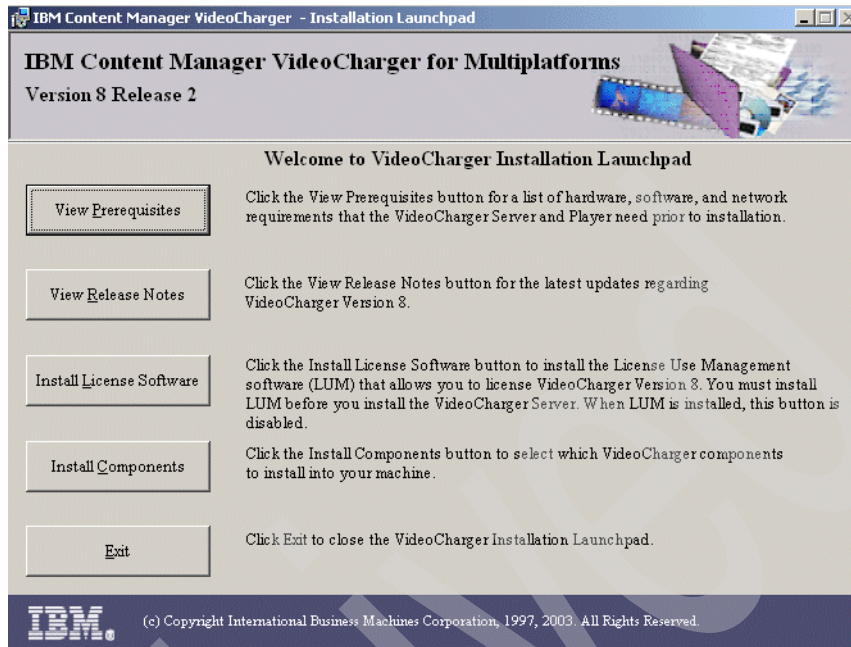 IBM Content Manager VideoCharger - Installation Launchpad
IBM Content Manager VideoCharger for Multiplatforms
Version 8 Release 2
Welcome to VideoCharger Installation Launchpad
View Prerequisites
Click the View Prerequisites button for a list of hardware, software, and network
requirements that the VideoCharger Server and Player need prior to installation.
View Release Notes
Click the View Release Notes button for the latest updates regarding
VideoCharger Version 8.
Install License Software
Click the Install License Software button to install the License Use Management
software (LUM) that allows you to license VideoCharger Version 8. You must install
LUM before you install the VideoCharger Server. When LUM is installed, this button is
disabled.
Install Components
Click the Install Components button to select which VideoCharger components
to install into your machine.
Exit
Click Exit to close the VideoCharger Installation Launchpad.
IBM.
(c) Copyright International Business Machines Corporation, 1997, 2003. All Rights Reserved.